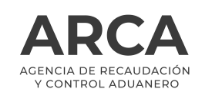 ARCA
AGENCIA DE RECAUDACIÓN
Y CONTROL ADUANERO